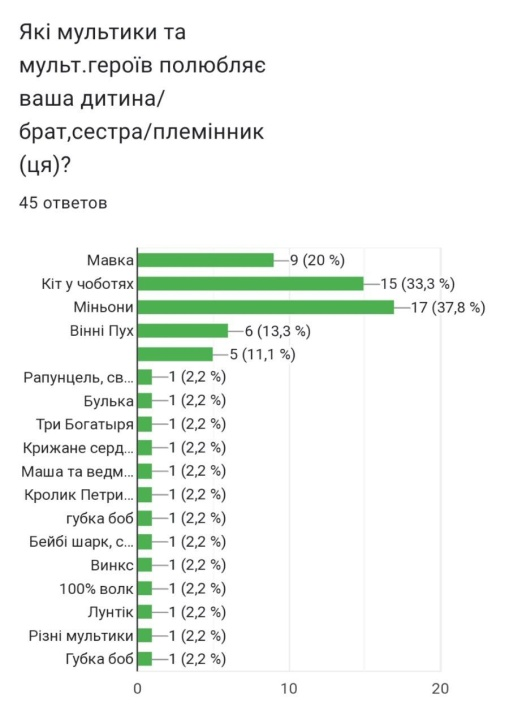 Які мультики та
мульт.героїв полюбляє
ваша дитина/
брат,сестра/племінник
(ця)?
45 ответов
Мавка 9 (20 %)
Кіт у чоботях 15 (33,3 %)
Міньони 17 (37,8 %)
Вінні Пух 6 (13,3 %)
5 (11,1 %)
Рапунцель, св... 1 (2,2 %)
Булька 1 (2,2 %)
Три Богатыря 1 (2,2 %)
Крижане серд... 1 (2,2 %)
Маша та ведм... 1 (2,2 %)
Кролик Петри... 1 (2,2 %)
губка боб 1 (2,2 %)
Бейбі шарк, с... 1 (2,2 %)
Винкс 1 (2,2 %)
100% волк 1 (2,2 %)
Лунтік 1 (2,2 %)
Різні мультики 1 (2,2 %)
Губка боб 1 (2,2 %)
0 10 20